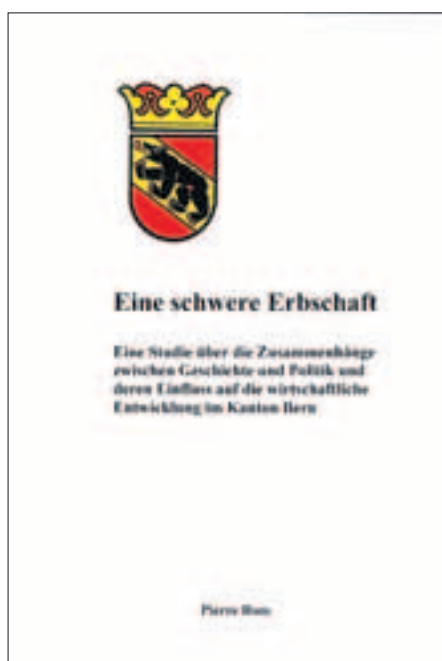 Eine schwere Erbschaft
Eine Studie über die Zusammenhänge
zwischen Geschichte und Politik und
deren Einfluss auf die wirtschaftliche
Entwicklung im Kanton Bern
Pierre